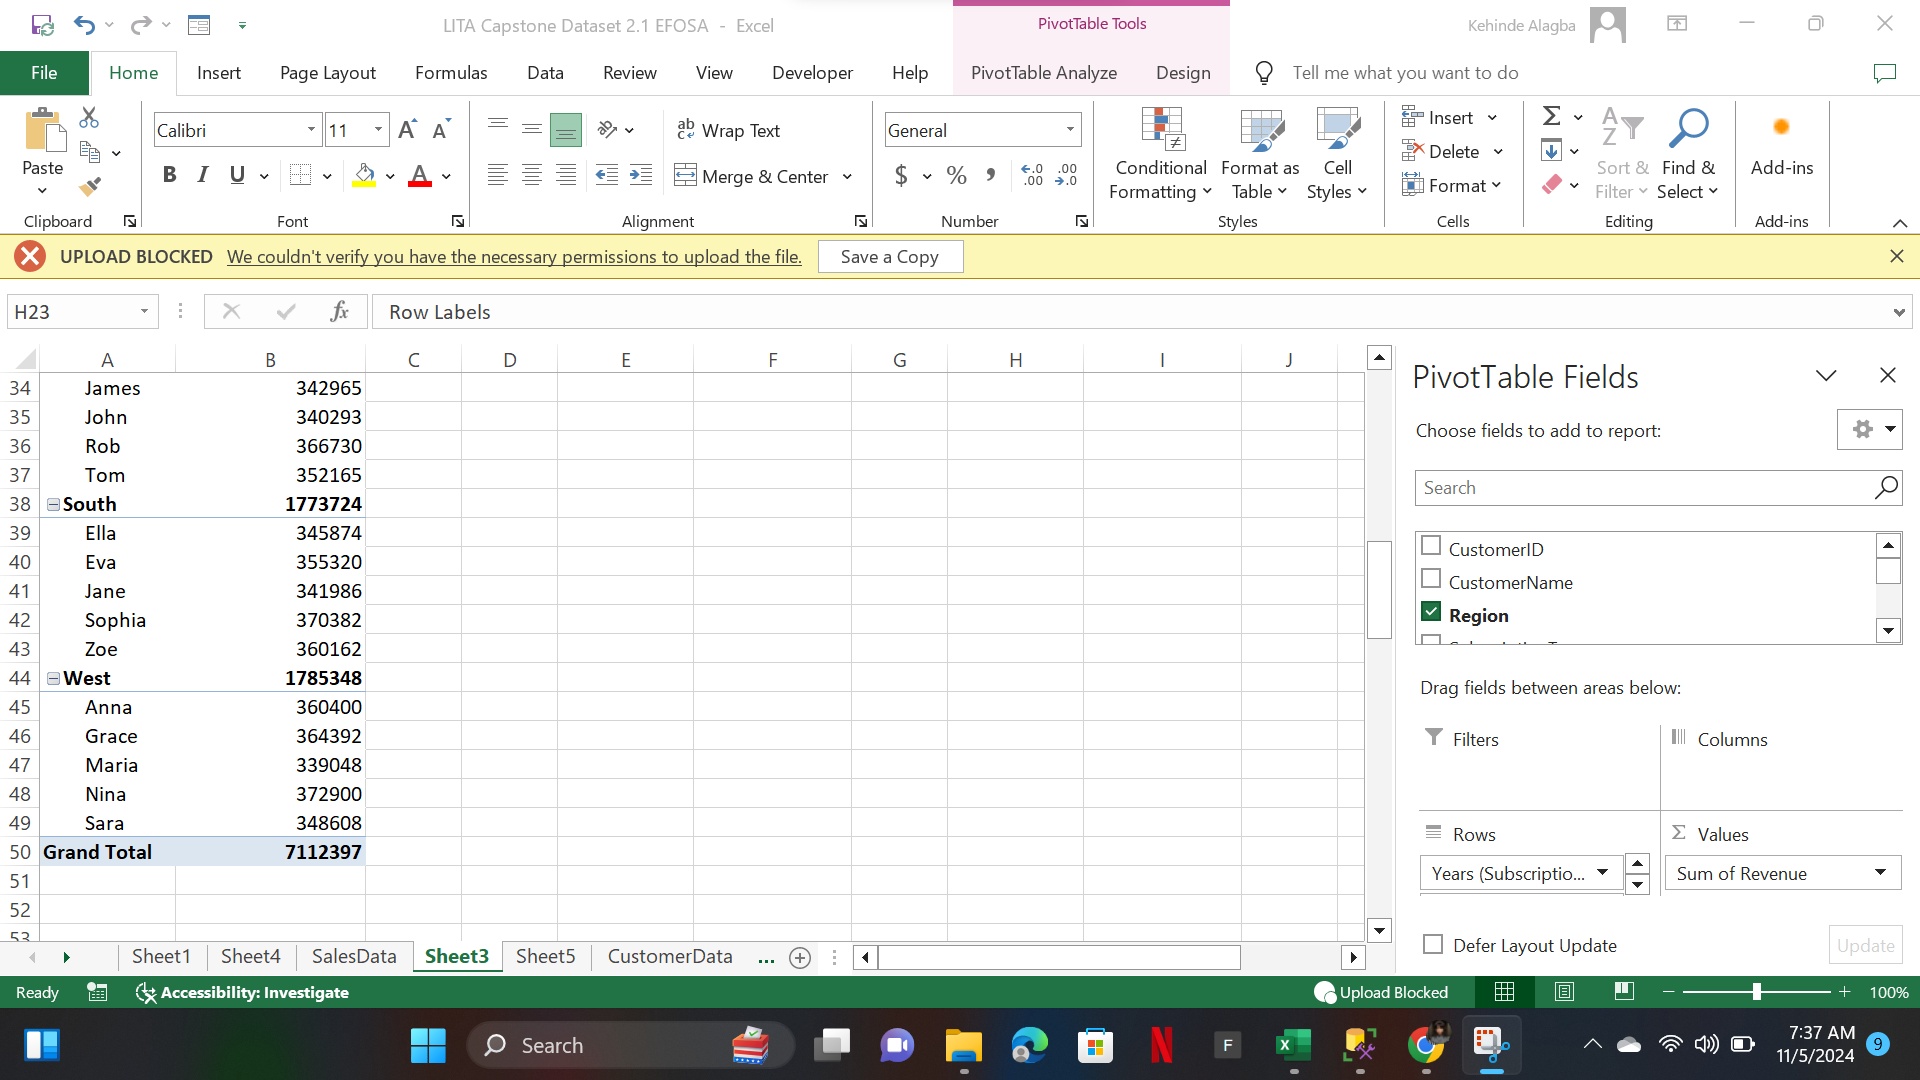 LITA Capstone Dataset 2.1 EFOSA - Excel
PivotTable Tools
Kehinde Alagba
File Home Insert Page Layout Formulas Data Review View Developer Help PivotTable Analyze Design Tell me what you want to do
Paste
Clipboard
Calibri 11
A A
B I U A
Font
ab Wrap Text
Merge & Center
Alignment
General
$ % , .0 .00 .00 .0
Number
Conditional Formatting
Format as Table
Cell Styles
Styles
Insert
Delete
Format
Cells
Σ
A Z
Sort & Filter
Find & Select
Editing
Add-ins
Add-ins
UPLOAD BLOCKED We couldn't verify you have the necessary permissions to upload the file. Save a Copy
H23 fx Row Labels
A B C D E F G H I J
34 James 342965
35 John 340293
36 Rob 366730
37 Tom 352165
38 South 1773724
39 Ella 345874
40 Eva 355320
41 Jane 341986
42 Sophia 370382
43 Zoe 360162
44 West 1785348
45 Anna 360400
46 Grace 364392
47 Maria 339048
48 Nina 372900
49 Sara 348608
50 Grand Total 7112397
51
52
53
PivotTable Fields
Choose fields to add to report:
Search
CustomerID
CustomerName
Region
Drag fields between areas below:
Filters
Columns
Rows
Σ Values
Years (Subscriptio...
Sum of Revenue
Defer Layout Update Update
Sheet1 Sheet4 SalesData Sheet3 Sheet5 CustomerData ...
Ready Accessibility: Investigate Upload Blocked 100%
Search
F
7:37 AM
11/5/2024
9